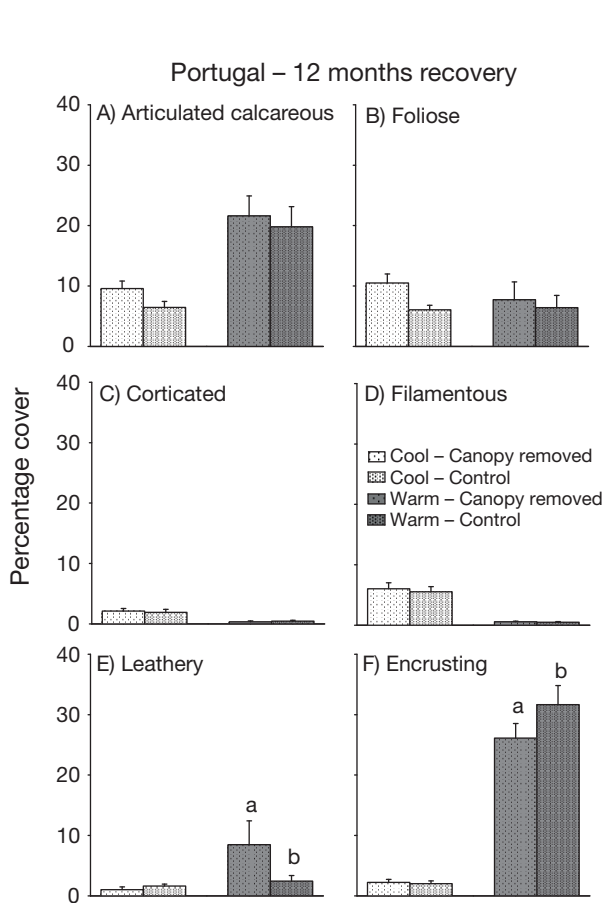 Portugal – 12 months recovery
Percentage cover
A) Articulated calcareous
40
30
20
10
0
B) Foliose
C) Corticated
40
30
20
10
0
D) Filamentous
Cool – Canopy removed
Cool – Control
Warm – Canopy removed
Warm – Control
E) Leathery
40
30
20
10
0
a
b
F) Encrusting
a
b